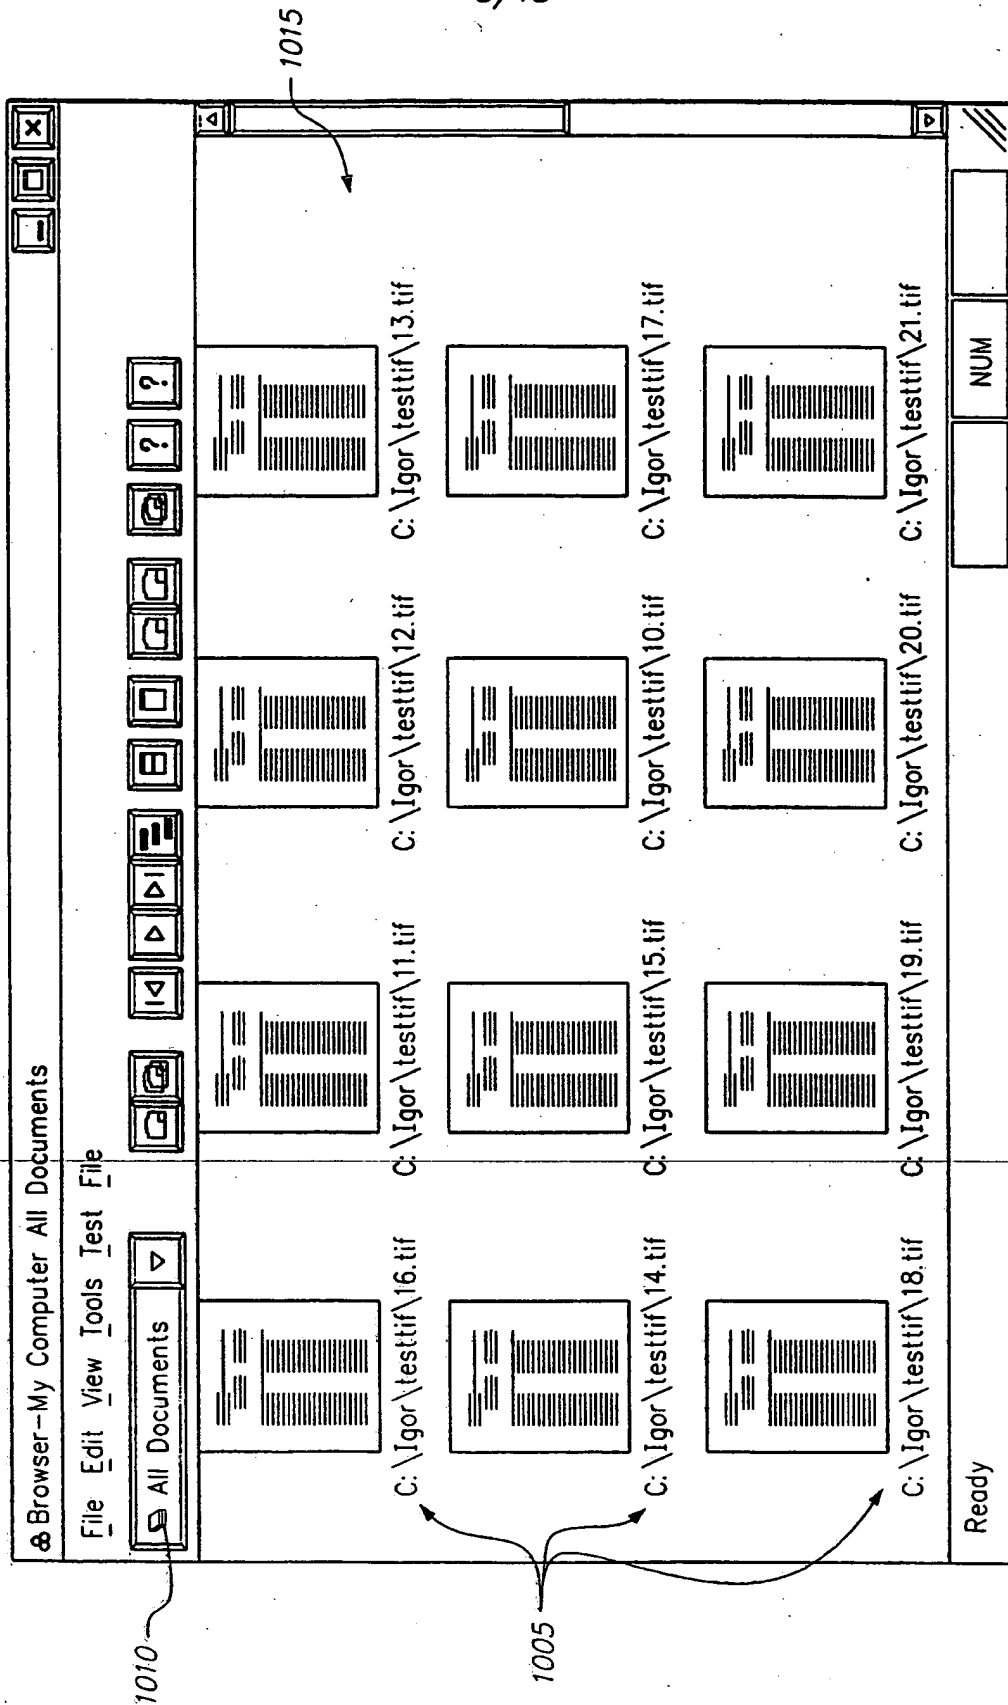 1015
Browser--My Computer All Documents
File Edit View Tools Test File
All Documents
? ?
1010
C:\Igor\testtif\16.tif C:\Igor\testtif\11.tif C:\Igor\testtif\12.tif C:\Igor\testtif\13.tif
C:\Igor\testtif\14.tif C:\Igor\testtif\15.tif C:\Igor\testtif\10.tif C:\Igor\testtif\17.tif
1005
C:\Igor\testtif\18.tif C:\Igor\testtif\19.tif C:\Igor\testtif\20.tif C:\Igor\testtif\21.tif
Ready NUM